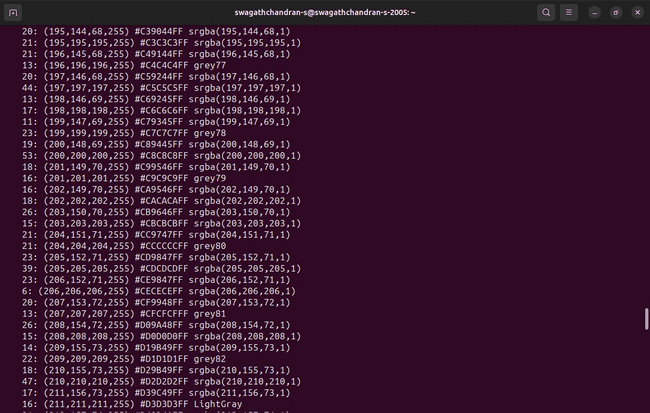 swagathchandran-s@swagathchandran-s-2005: ~
20: (195,144,68,255) #C39044FF srgba(195,144,68,1)
21: (195,195,195,255) #C3C3C3FF srgba(195,195,195,1)
21: (196,145,68,255) #C49144FF srgba(196,145,68,1)
13: (196,196,196,255) #C4C4C4FF grey77
20: (197,146,68,255) #C59244FF srgba(197,146,68,1)
44: (197,197,197,255) #C5C5C5FF srgba(197,197,197,1)
13: (198,146,69,255) #C69245FF srgba(198,146,69,1)
17: (198,198,198,255) #C6C6C6FF srgba(198,198,198,1)
11: (199,147,69,255) #C79345FF srgba(199,147,69,1)
23: (199,199,199,255) #C7C7C7FF grey78
19: (200,148,69,255) #C89445FF srgba(200,148,69,1)
53: (200,200,200,255) #C8C8C8FF srgba(200,200,200,1)
18: (201,149,70,255) #C99546FF srgba(201,149,70,1)
16: (201,201,201,255) #C9C9C9FF grey79
16: (202,149,70,255) #CA9546FF srgba(202,149,70,1)
18: (202,202,202,255) #CACACAFF srgba(202,202,202,1)
26: (203,150,70,255) #CB9646FF srgba(203,150,70,1)
15: (203,203,203,255) #CBCBCBFF srgba(203,203,203,1)
21: (204,151,71,255) #CC9747FF srgba(204,151,71,1)
21: (204,204,204,255) #CCCCCCFF grey80
23: (205,152,71,255) #CD9847FF srgba(205,152,71,1)
39: (205,205,205,255) #CDCDCDFF srgba(205,205,205,1)
23: (206,152,71,255) #CE9847FF srgba(206,152,71,1)
6: (206,206,206,255) #CECECEFF srgba(206,206,206,1)
20: (207,153,72,255) #CF9948FF srgba(207,153,72,1)
13: (207,207,207,255) #CFCFCFFF grey81
26: (208,154,72,255) #D09A48FF srgba(208,154,72,1)
15: (208,208,208,255) #D0D0D0FF srgba(208,208,208,1)
14: (209,155,73,255) #D19B49FF srgba(209,155,73,1)
22: (209,209,209,255) #D1D1D1FF grey82
18: (210,155,73,255) #D29B49FF srgba(210,155,73,1)
47: (210,210,210,255) #D2D2D2FF srgba(210,210,210,1)
17: (211,156,73,255) #D39C49FF srgba(211,156,73,1)
16: (211,211,211,255) #D3D3D3FF LightGray